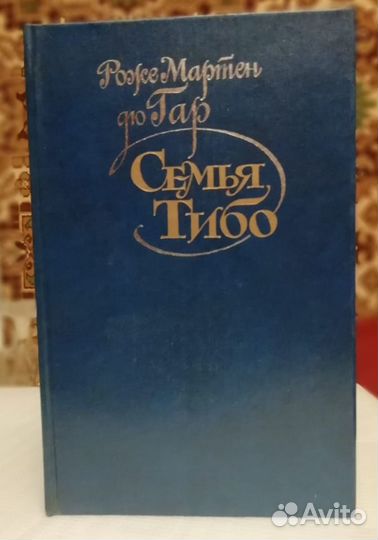 Роже Мартен
дю Гар
Семья
Тибо
Avito